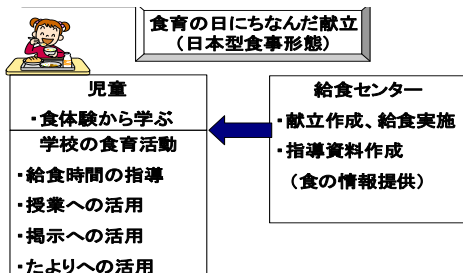 食育の日にちなんだ献立
（日本型食事形態）
児童
・食体験から学ぶ
学校の食育活動
・給食時間の指導
・授業への活用
・掲示への活用
・たよりへの活用
給食センター
・献立作成、給食実施
・指導資料作成
（食の情報提供）